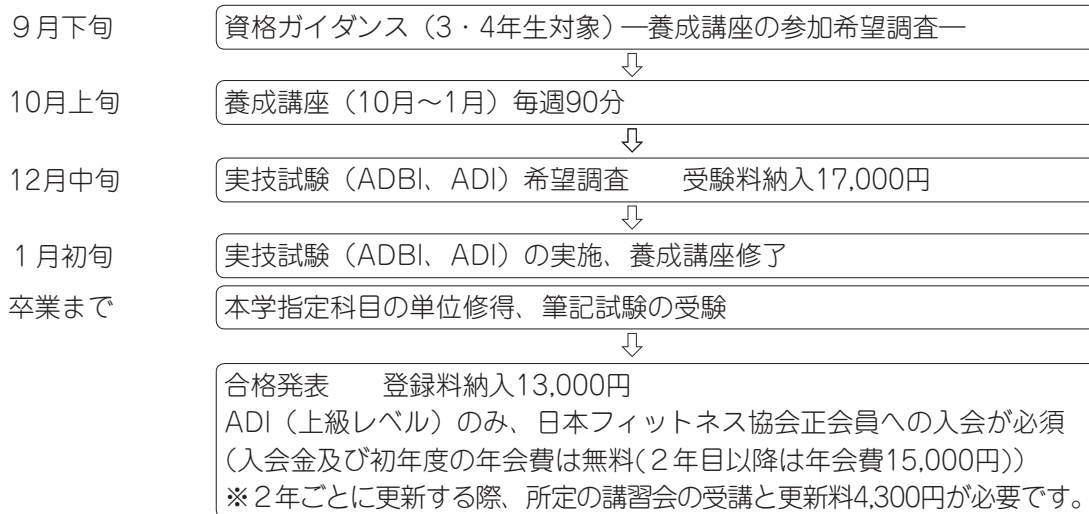 9月下旬 資格ガイダンス（3・4年生対象）―養成講座の参加希望調査―
10月上旬 養成講座（10月～1月）毎週90分
12月中旬 実技試験（ADBI、ADI）希望調査　　受験料納入17,000円
1月初旬 実技試験（ADBI、ADI）の実施、養成講座修了
卒業まで 本学指定科目の単位修得、筆記試験の受験
合格発表　　登録料納入13,000円
ADI（上級レベル）のみ、日本フィットネス協会正会員への入会が必須
(入会金及び初年度の年会費は無料(２年目以降は年会費15,000円))
※２年ごとに更新する際、所定の講習会の受講と更新料4,300円が必要です。